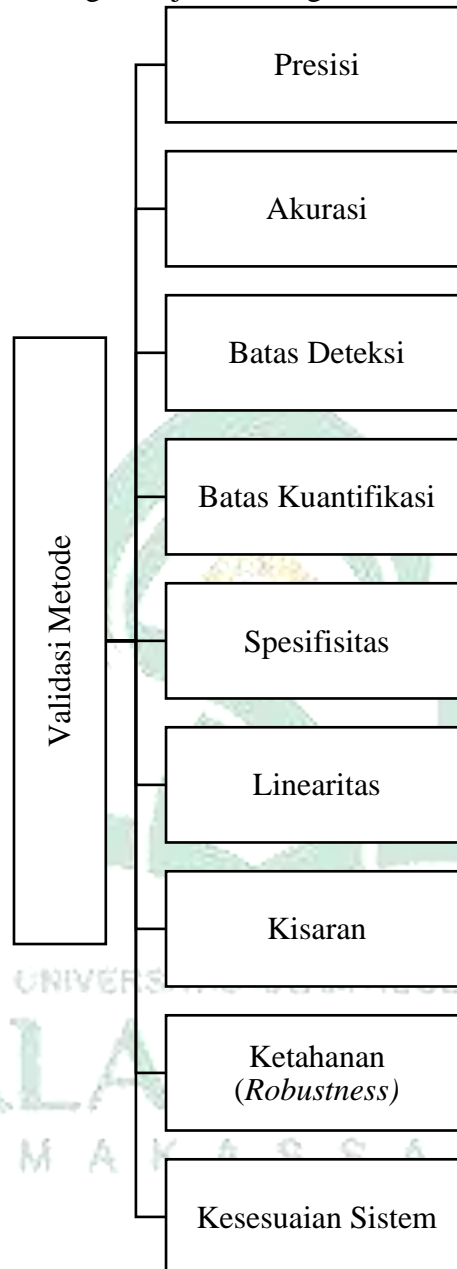 Presisi
Akurasi
Batas Deteksi
Batas Kuantifikasi
Validasi Metode
Spesifisitas
Linearitas
Kisaran
Ketahanan
(Robustness)
Kesesuaian Sistem
M A K A S S A